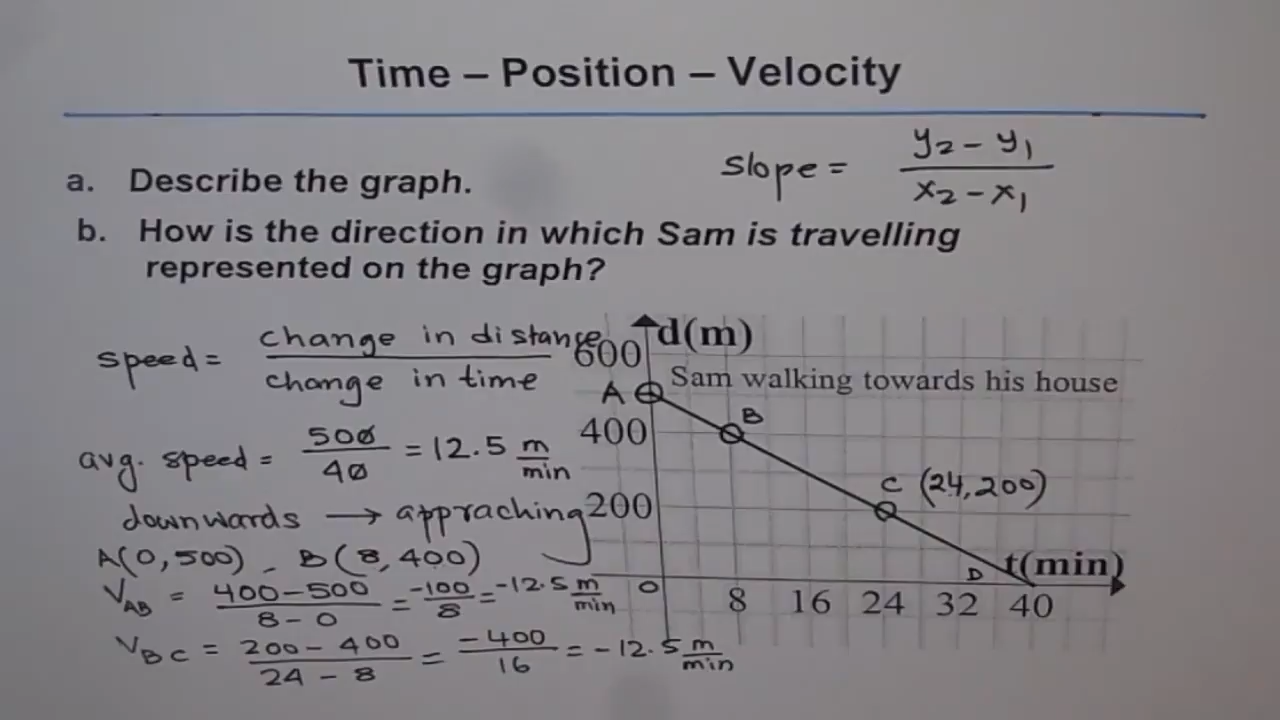 Time – Position – Velocity
a. Describe the graph.
slope = y2 - y1 / x2 - x1
b. How is the direction in which Sam is travelling
represented on the graph?
speed = change in distance / change in time
avg. speed = 500 / 40 = 12.5 m/min
downwards → appraching
A(0,500) - B(8,400)
VAB = 400-500 / 8-0 = -100 / 8 = -12.5 m/min
VBC = 200-400 / 24-8 = -400 / 16 = -12.5 m/min
d(m)
600
Sam walking towards his house
A
B
400
C (24,200)
200
D
t(min)
0 8 16 24 32 40